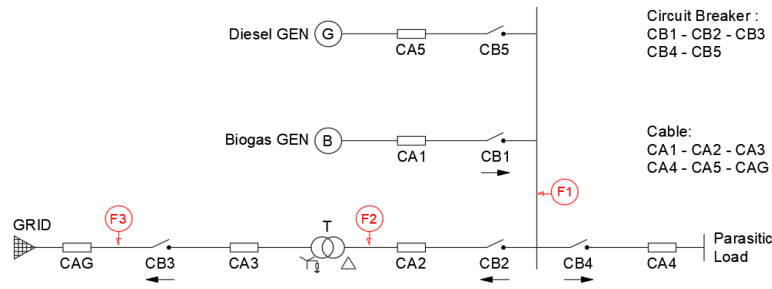 Diesel GEN
G
CA5
CB5
Circuit Breaker :
CB1 - CB2 - CB3
CB4 - CB5
Biogas GEN
B
CA1
CB1
Cable:
CA1 - CA2 - CA3
CA4 - CA5 - CAG
F1
GRID
F3
T
F2
CAG
CB3
CA3
CA2
CB2
CB4
CA4
Parasitic
Load